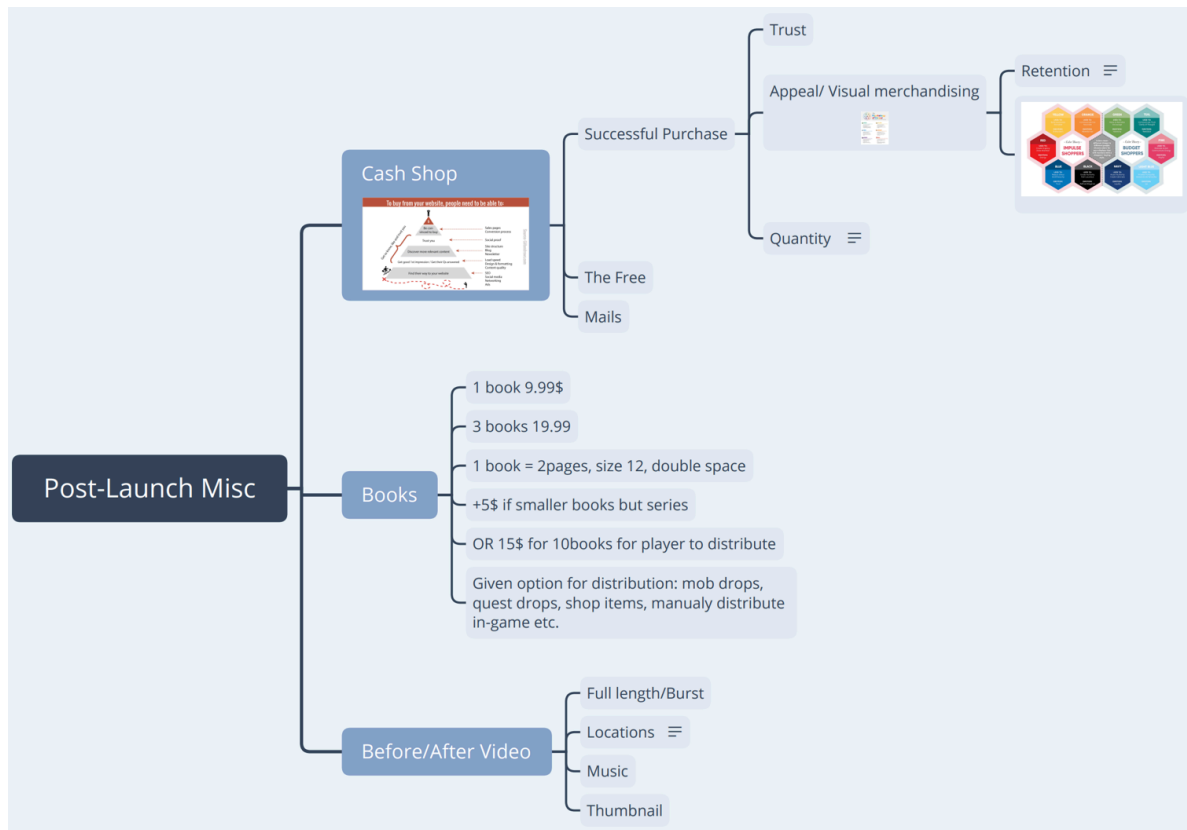 Trust
Retention
Appeal/ Visual merchandising
Successful Purchase
IMPULSE
SHOPPERS
BUDGET
SHOPPERS
Cash Shop
To buy from your website, people need to be able to:
Quantity
The Free
Mails
1 book 9.99$
3 books 19.99
1 book = 2pages, size 12, double space
Post-Launch Misc
Books
+5$ if smaller books but series
OR 15$ for 10books for player to distribute
Given option for distribution: mob drops,
quest drops, shop items, manualy distribute
in-game etc.
Full length/Burst
Locations
Before/After Video
Music
Thumbnail